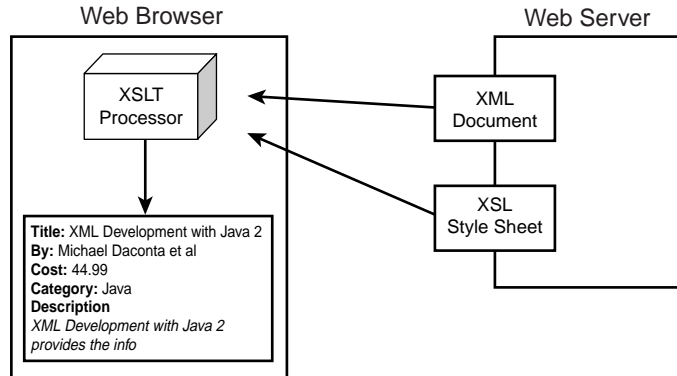 Web Browser
Web Server
XSLT
Processor
XML
Document
XSL
Style Sheet
Title: XML Development with Java 2
By: Michael Daconta et al
Cost: 44.99
Category: Java
Description
XML Development with Java 2
provides the info